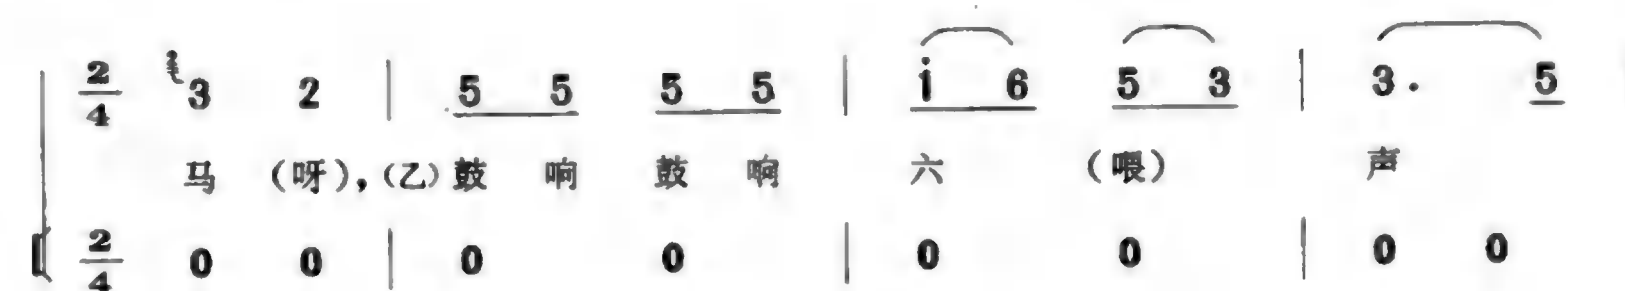 2/4 3 2 | 5 5 5 5 | i 6 5 3 | 3. 5
马 (呀),(乙)鼓 响 鼓 响 六 (喂) 声
2/4 0 0 | 0 0 | 0 0 | 0 0